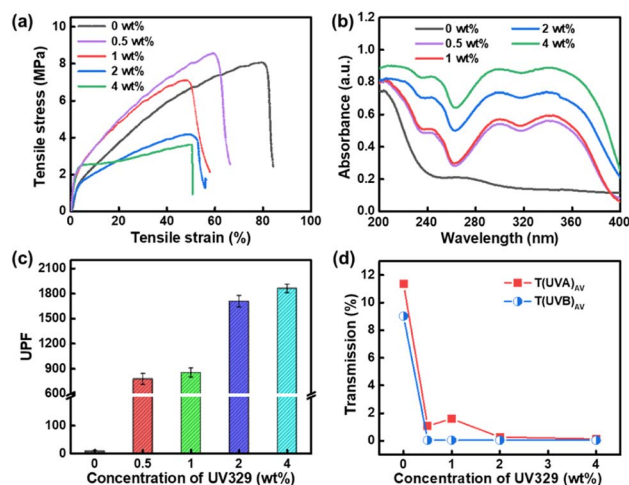 (a)
0 wt%
0.5 wt%
1 wt%
2 wt%
4 wt%
Tensile stress (MPa)
10
8
6
4
2
0
0 20 40 60 80 100
Tensile strain (%)
(b)
0 wt%
0.5 wt%
1 wt%
2 wt%
4 wt%
Absorbance (a.u.)
1.2
1.0
0.8
0.6
0.4
0.2
0.0
200 240 280 320 360 400
Wavelength (nm)
(c)
UPF
1800
1500
1200
900
600
100
0
0 0.5 1 2 4
Concentration of UV329 (wt%)
(d)
T(UVA)AV
T(UVB)AV
Transmission (%)
12
10
8
6
4
2
0
0 1 2 3 4
Concentration of UV329 (wt%)